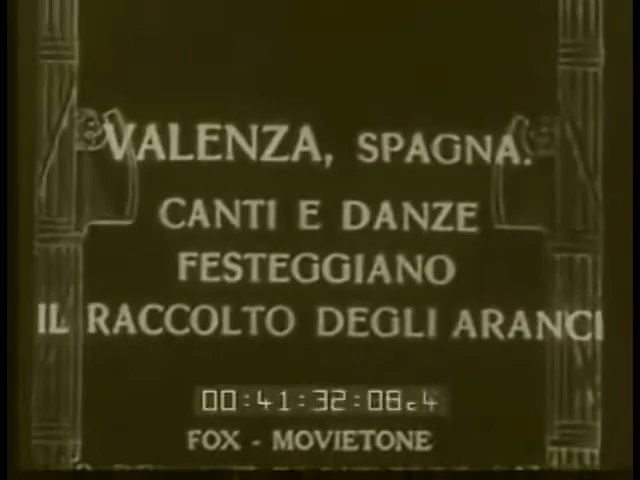 VALENZA, SPAGNA.
CANTI E DANZE
FESTEGGIANO
IL RACCOLTO DEGLI ARANCI
00:41:32:08
FOX - MOVIETONE